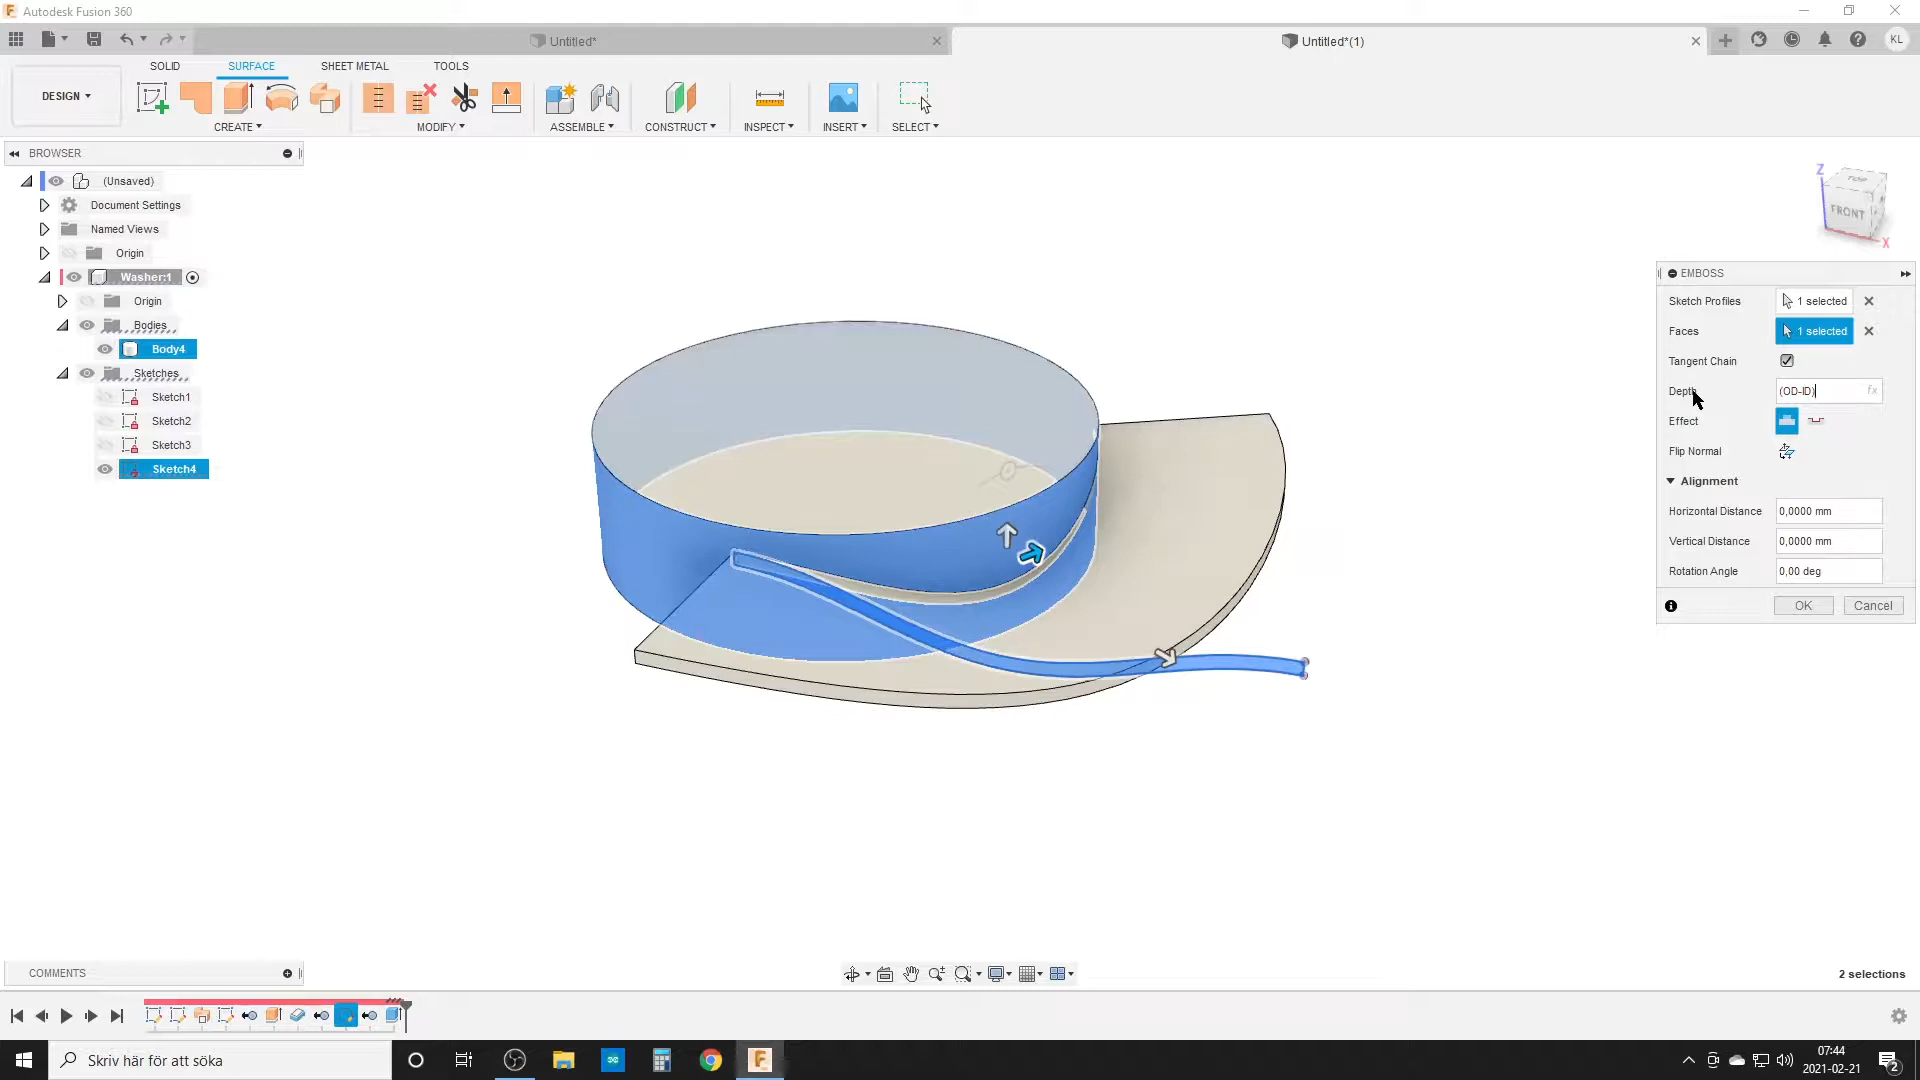 Autodesk Fusion 360
Untitled*
Untitled*(1)
KL
SOLID
SURFACE
SHEET METAL
TOOLS
DESIGN
CREATE
MODIFY
ASSEMBLE
CONSTRUCT
INSPECT
INSERT
SELECT
BROWSER
(Unsaved)
Document Settings
Named Views
Origin
Washer:1
Origin
Bodies
Body4
Sketches
Sketch1
Sketch2
Sketch3
Sketch4
Z
TOP
FRONT
X
EMBOSS
Sketch Profiles
1 selected
Faces
1 selected
Tangent Chain
Depth
(OD-ID)
fx
Effect
Flip Normal
Alignment
Horizontal Distance
0,0000 mm
Vertical Distance
0,0000 mm
Rotation Angle
0,00 deg
OK
Cancel
COMMENTS
2 selections
Skriv här för att söka
07:44
2021-02-21
2